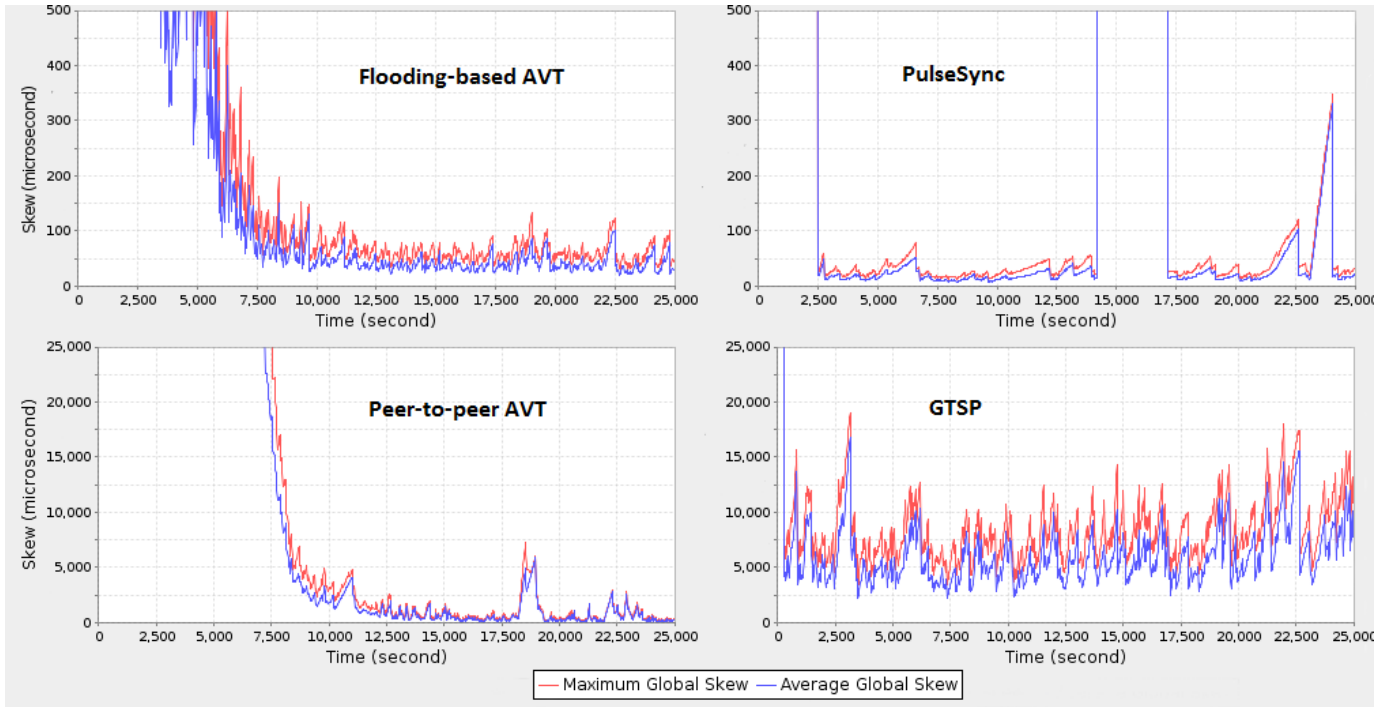 Flooding-based AVT
Skew (microsecond)
500
400
300
200
100
0
0 2,500 5,000 7,500 10,000 12,500 15,000 17,500 20,000 22,500 25,000
Time (second)
PulseSync
Skew (microsecond)
500
400
300
200
100
0
0 2,500 5,000 7,500 10,000 12,500 15,000 17,500 20,000 22,500 25,000
Time (second)
Peer-to-peer AVT
Skew (microsecond)
25,000
20,000
15,000
10,000
5,000
0
0 2,500 5,000 7,500 10,000 12,500 15,000 17,500 20,000 22,500 25,000
Time (second)
GTSP
Skew (microsecond)
25,000
20,000
15,000
10,000
5,000
0
0 2,500 5,000 7,500 10,000 12,500 15,000 17,500 20,000 22,500 25,000
Time (second)
Maximum Global Skew Average Global Skew